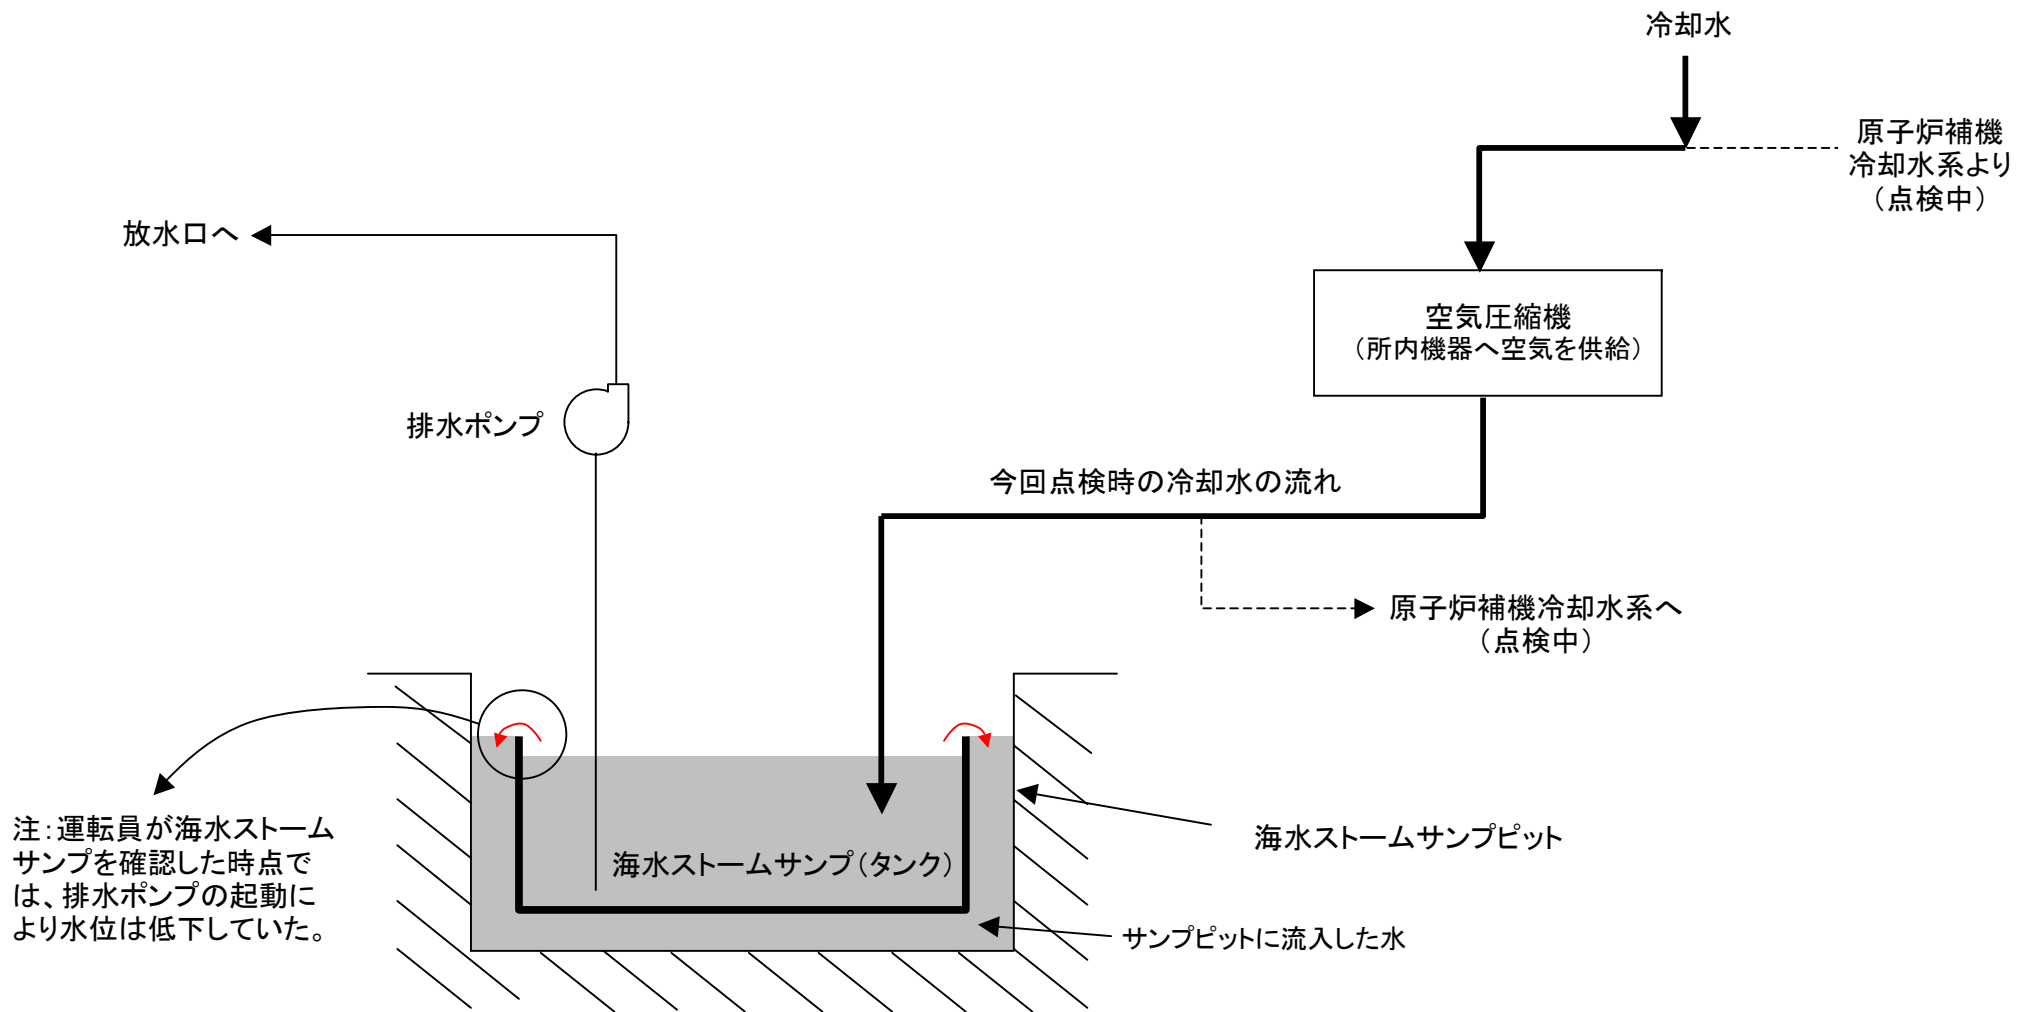 冷却水
原子炉補機
冷却水系より
（点検中）
放水口へ
空気圧縮機
（所内機器へ空気を供給）
排水ポンプ
今回点検時の冷却水の流れ
原子炉補機冷却水系へ
（点検中）
注：運転員が海水ストーム
サンプを確認した時点で
は、排水ポンプの起動に
より水位は低下していた。
海水ストームサンプピット
海水ストームサンプ（タンク）
サンプピットに流入した水